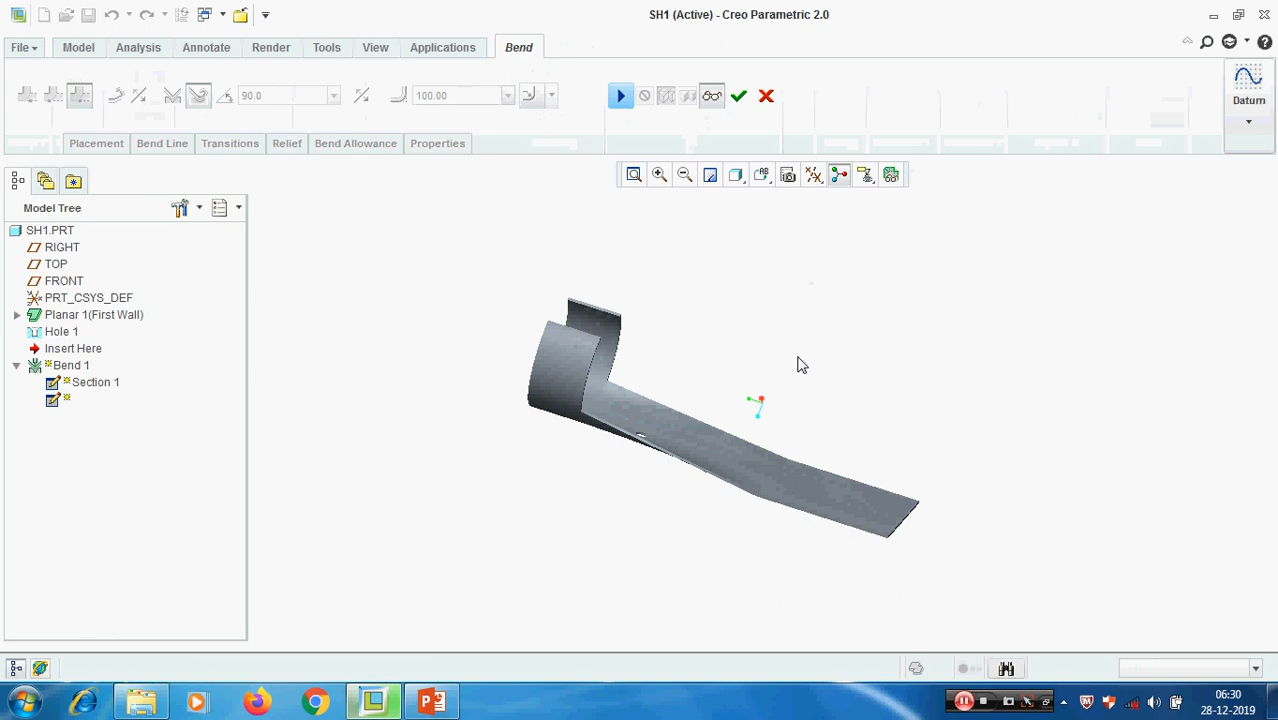 SH1 (Active) - Creo Parametric 2.0
File Model Analysis Annotate Render Tools View Applications Bend
90.0 100.00
Datum
Placement Bend Line Transitions Relief Bend Allowance Properties
Model Tree
SH1.PRT
RIGHT
TOP
FRONT
PRT_CSYS_DEF
Planar 1(First Wall)
Hole 1
Insert Here
Bend 1
Section 1
06:30
28-12-2019